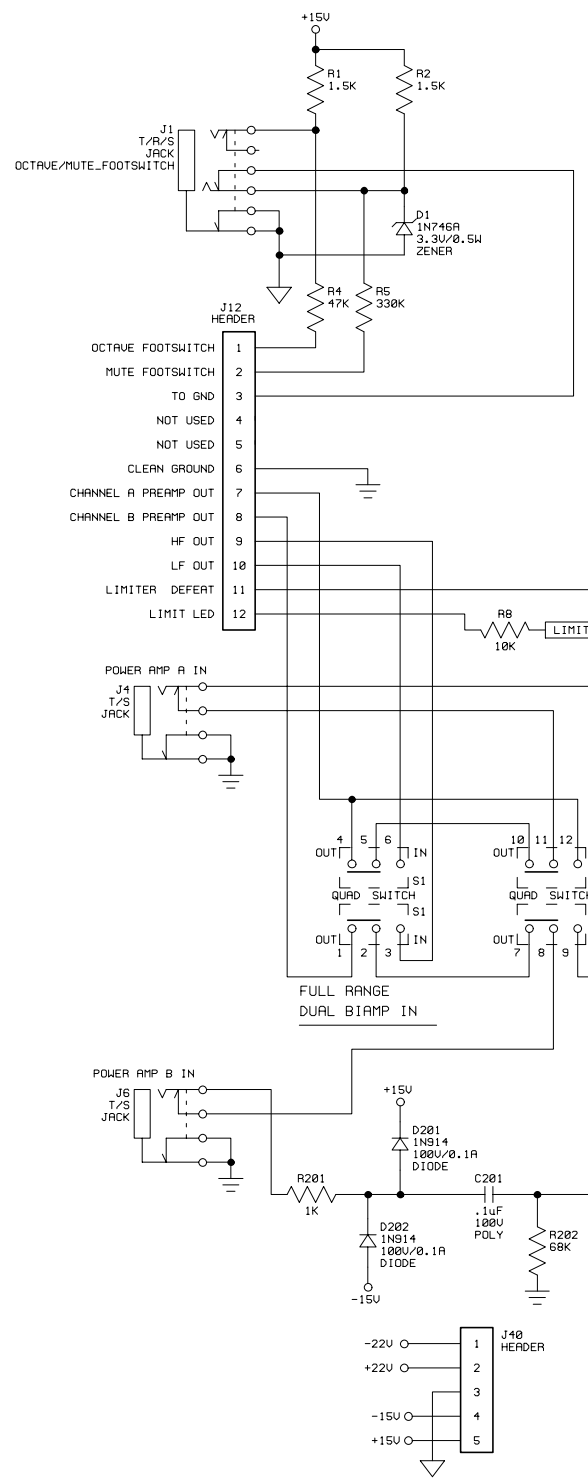 +15V
R1
1.5K
R2
1.5K
J1
T/R/S
JACK
OCTAVE/MUTE_FOOTSWITCH
D1
1N746A
3.3V/0.5W
ZENER
R4
47K
R5
330K
J12
HEADER
OCTAVE FOOTSWITCH 1
MUTE FOOTSWITCH 2
TO GND 3
NOT USED 4
NOT USED 5
CLEAN GROUND 6
CHANNEL A PREAMP OUT 7
CHANNEL B PREAMP OUT 8
HF OUT 9
LF OUT 10
LIMITER DEFEAT 11
LIMIT LED 12
R8
10K
LIMIT
POWER AMP A IN
J4
T/S
JACK
4 5 6
OUT IN
S1
QUAD SWITCH
S1
OUT IN
1 2 3
10 11 12
OUT
QUAD SWITCH
OUT
7 8 9
FULL RANGE
DUAL BIAMP IN
POWER AMP B IN
J6
T/S
JACK
+15V
D201
1N914
100V/0.1A
DIODE
R201
1K
C201
.1uF
100V
POLY
D202
1N914
100V/0.1A
DIODE
R202
68K
-15V
J40
HEADER
-22V 1
+22V 2
3
-15V 4
+15V 5